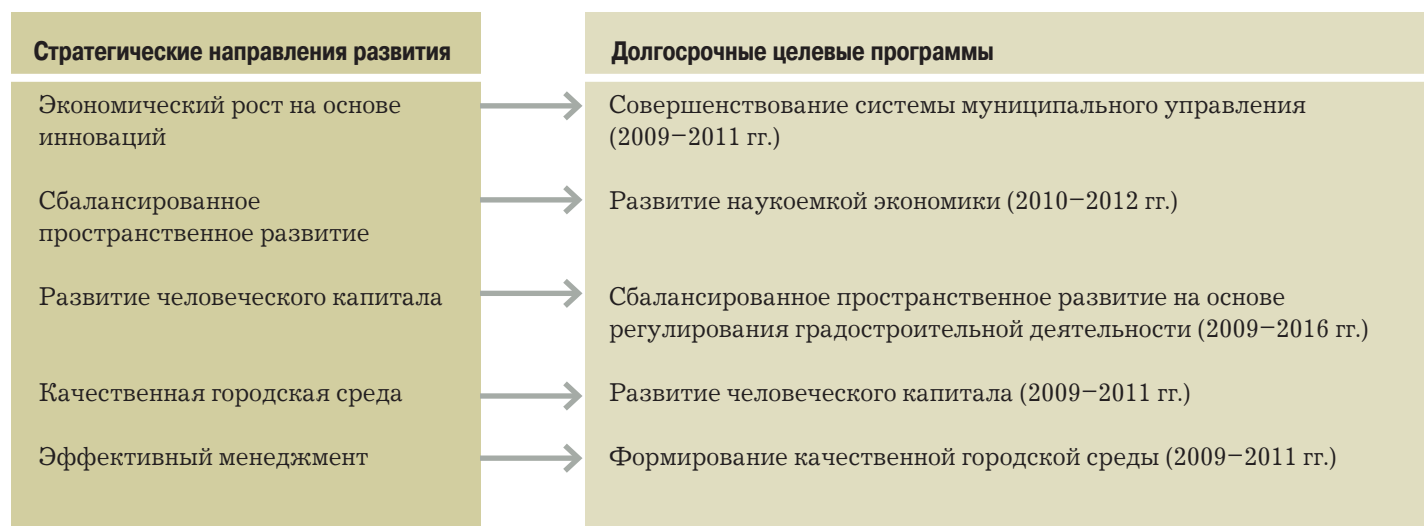 Стратегические направления развития
Долгосрочные целевые программы
Экономический рост на основе
инноваций
Совершенствование системы муниципального управления
(2009–2011 гг.)
Сбалансированное
пространственное развитие
Развитие наукоемкой экономики (2010–2012 гг.)
Развитие человеческого капитала
Сбалансированное пространственное развитие на основе
регулирования градостроительной деятельности (2009–2016 гг.)
Качественная городская среда
Развитие человеческого капитала (2009–2011 гг.)
Эффективный менеджмент
Формирование качественной городской среды (2009–2011 гг.)